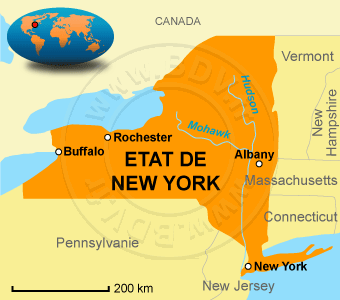 CANADA
Vermont
Hudson
New
Hampshire
Mohawk
Rochester
Buffalo
ETAT DE
NEW YORK
Albany
Massachusetts
Connecticut
Pennsylvanie
New York
New Jersey
200 km